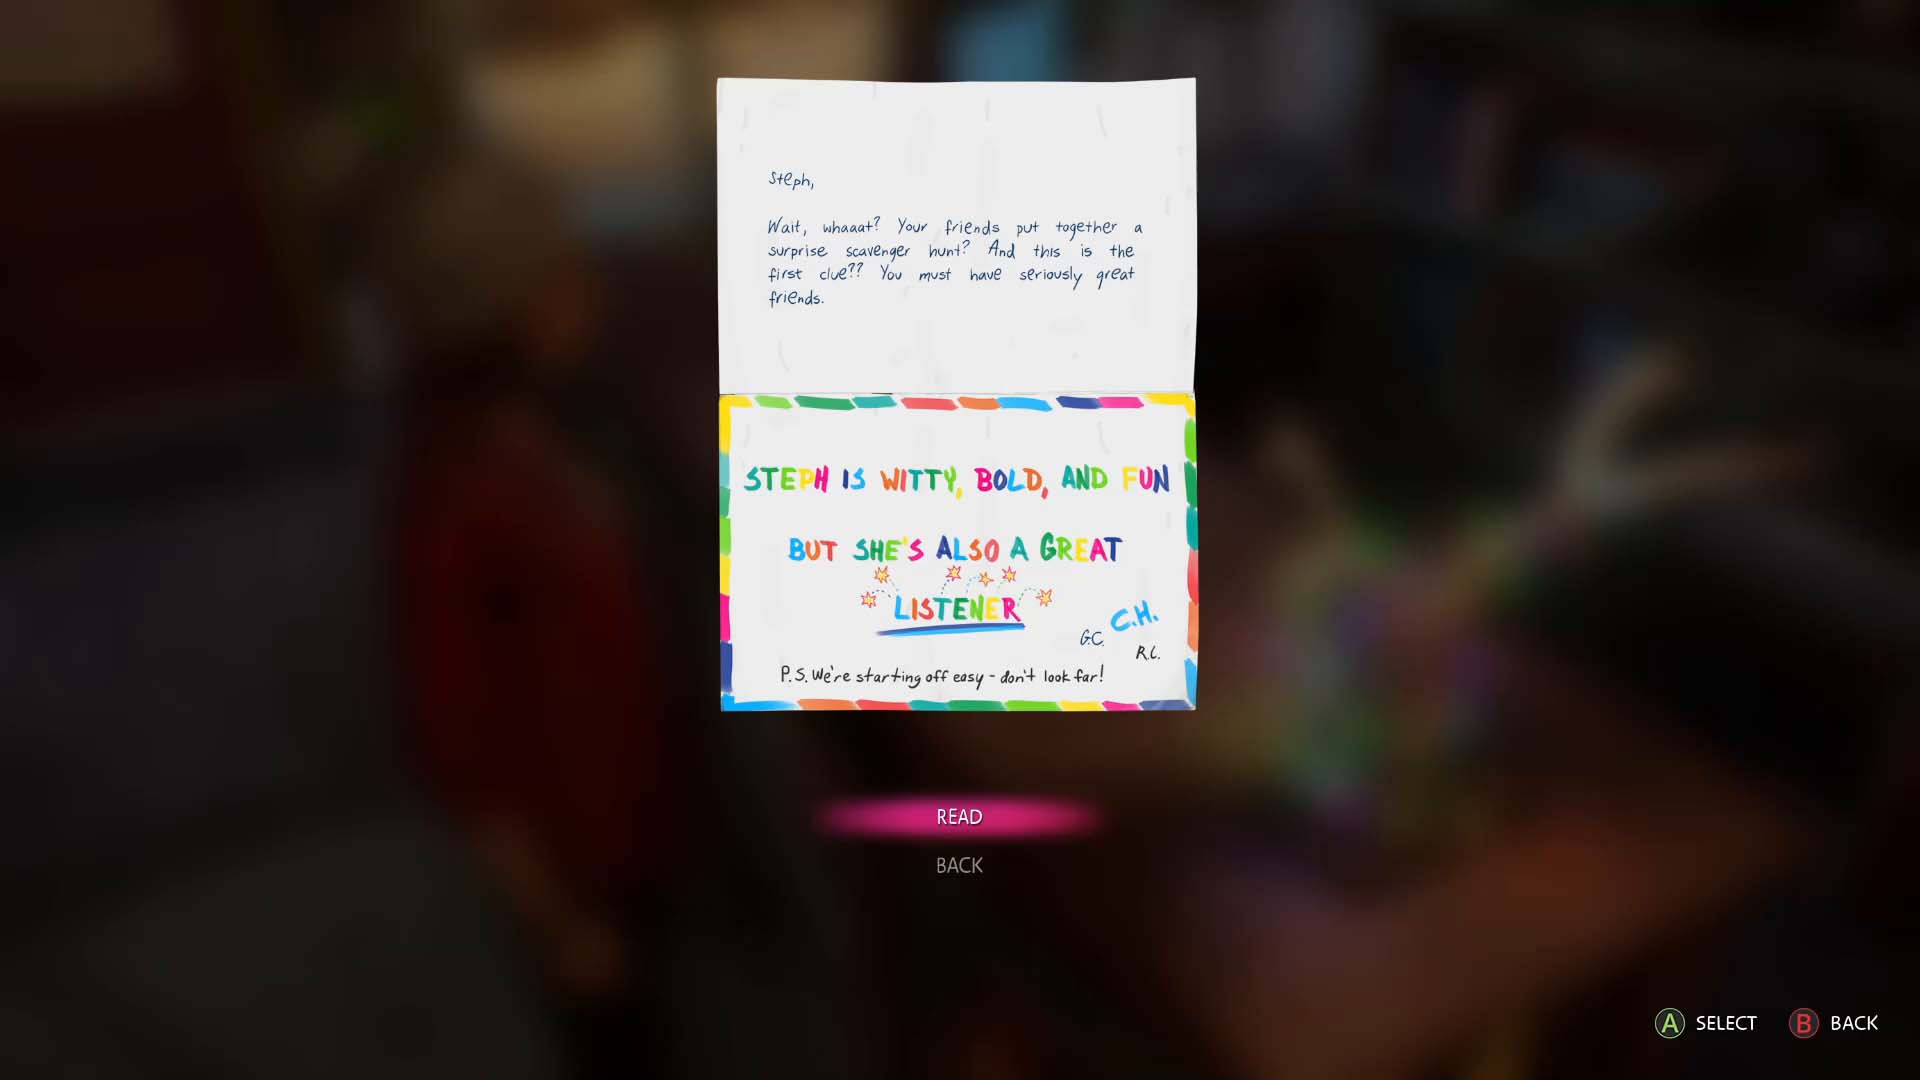 Steph,
Wait, whaaat? Your friends put together a
surprise scavenger hunt? And this is the
first clue?? You must have seriously great
friends.
STEPH IS WITTY, BOLD, AND FUN
BUT SHE'S ALSO A GREAT
LISTENER
C.H.
G.C.
R.L.
P.S. We're starting off easy - don't look far!
READ
BACK
A SELECT B BACK